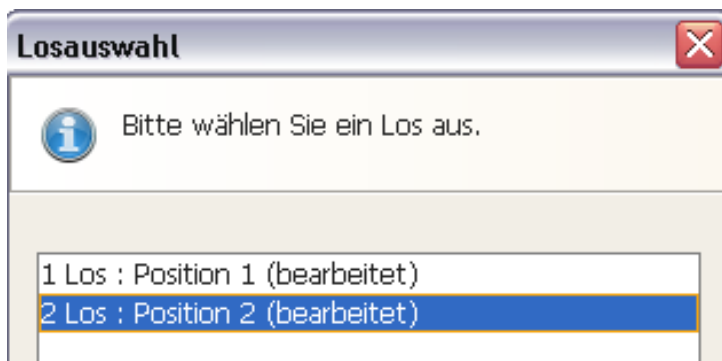 Losauswahl
Bitte wählen Sie ein Los aus.
1 Los : Position 1 (bearbeitet)
2 Los : Position 2 (bearbeitet)